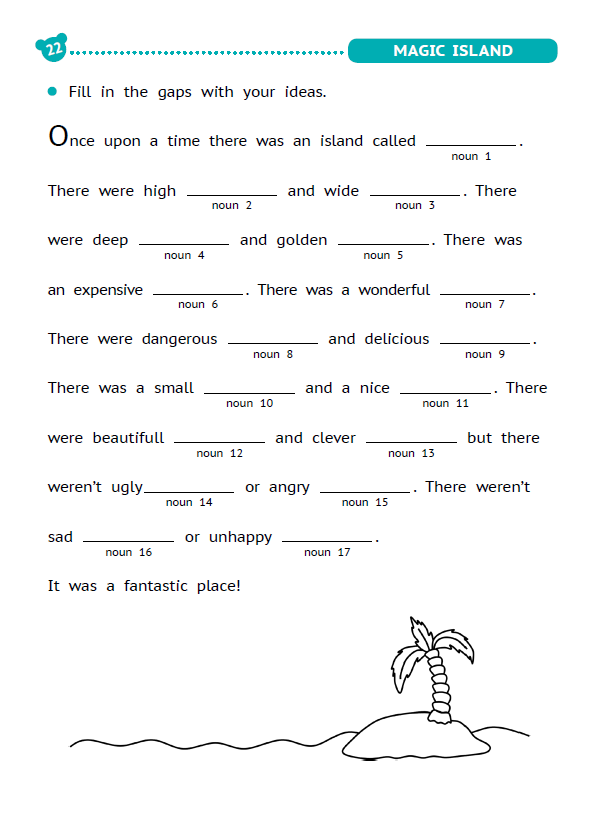 22
MAGIC ISLAND
Fill in the gaps with your ideas.
Once upon a time there was an island called __________.
noun 1
There were high __________ and wide __________. There
noun 2 noun 3
were deep __________ and golden __________. There was
noun 4 noun 5
an expensive __________. There was a wonderful __________.
noun 6 noun 7
There were dangerous __________ and delicious __________.
noun 8 noun 9
There was a small __________ and a nice __________. There
noun 10 noun 11
were beautifull __________ and clever __________ but there
noun 12 noun 13
weren't ugly__________ or angry __________. There weren't
noun 14 noun 15
sad __________ or unhappy __________.
noun 16 noun 17
It was a fantastic place!